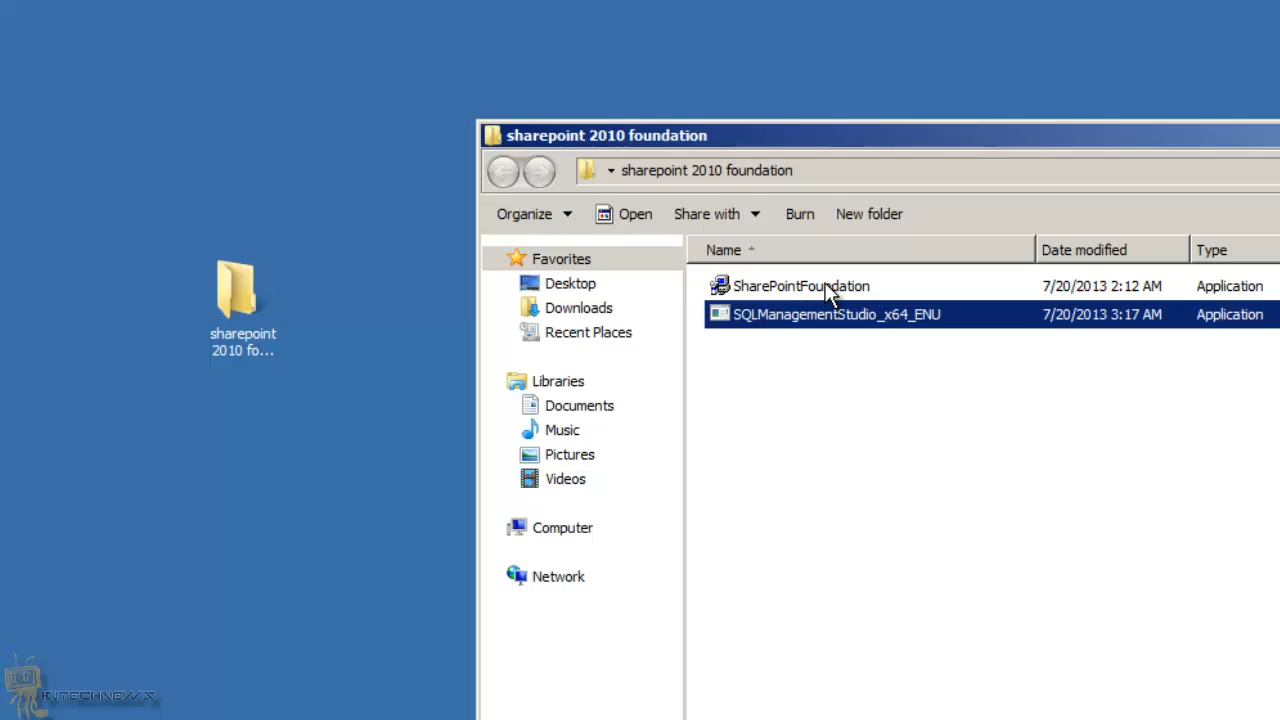 sharepoint 2010 foundation
sharepoint 2010 foundation
Organize Open Share with Burn New folder
Name Date modified Type
Favorites
Desktop
Downloads
Recent Places
Libraries
Documents
Pictures
Music
Videos
Computer
Network
SharePointFoundation 7/20/2013 2:12 AM Application
SQLManagementStudio_x64_ENU 7/20/2013 3:17 AM Application
sharepoint
2010 fo...